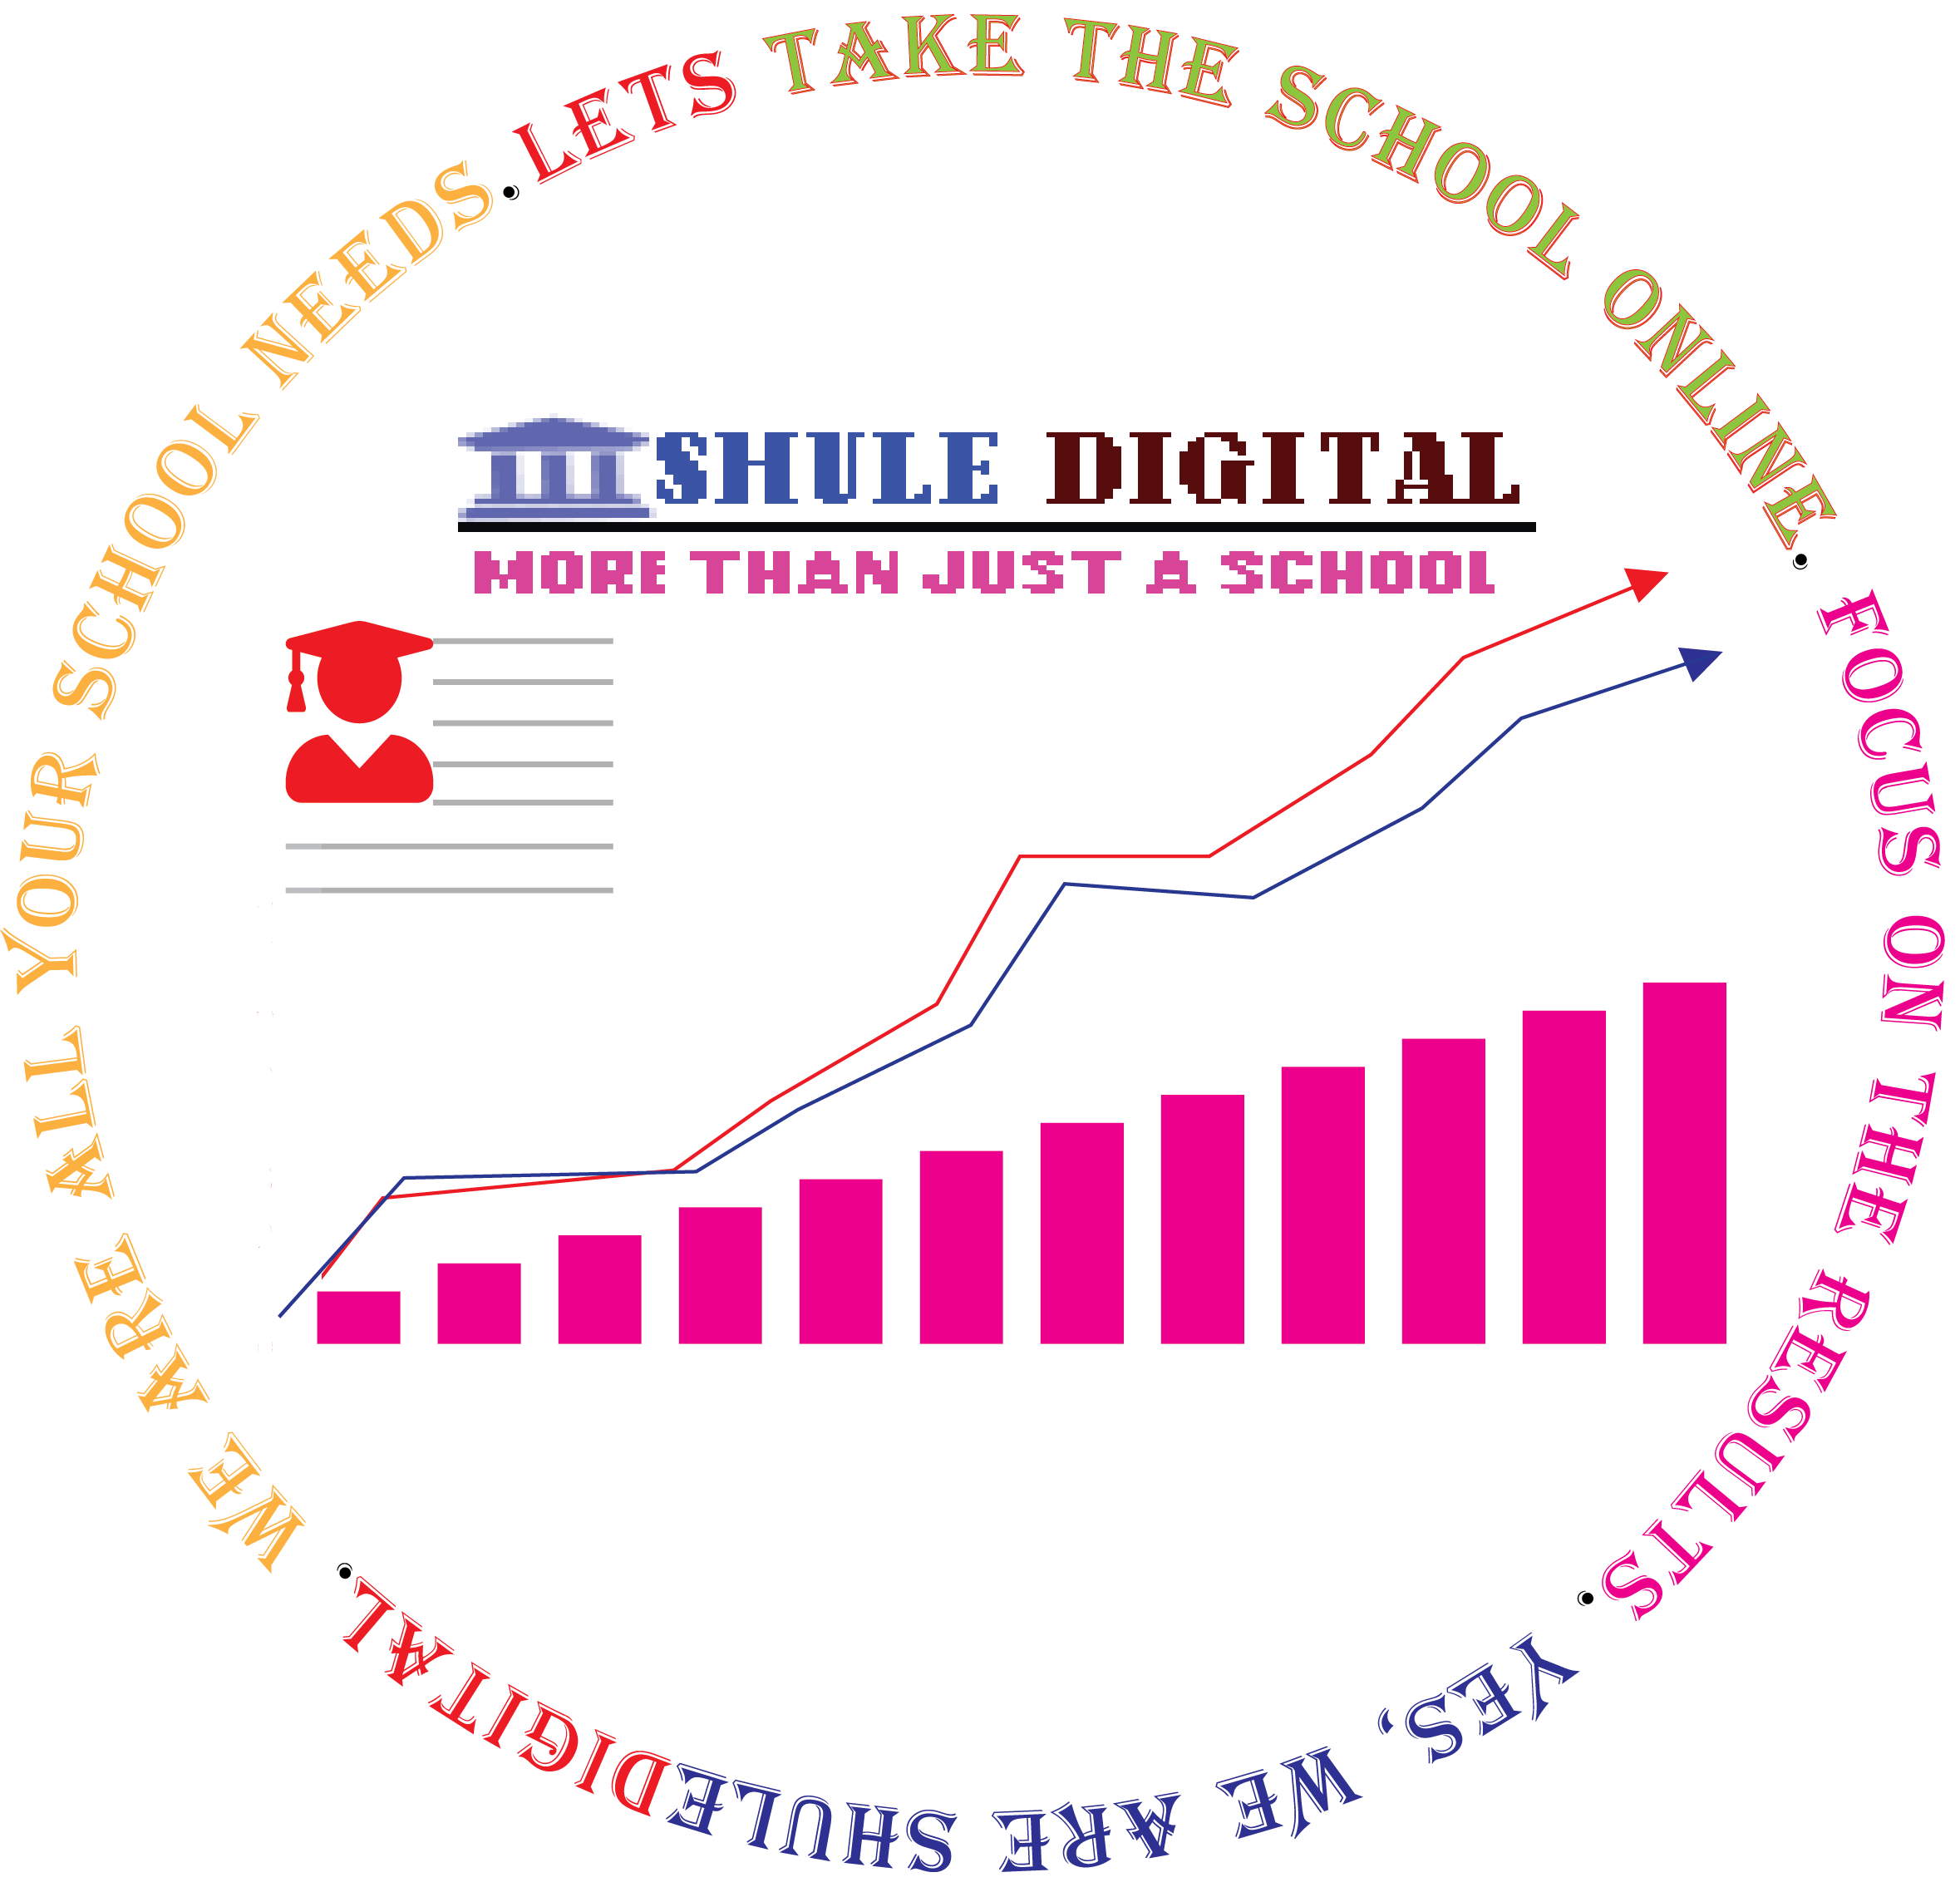 LETS TAKE THE SCHOOL ONLINE. FOCUS ON THE RESULTS. YES, WE ARE SHULEDIGITAL. WE ARE ALL YOUR SCHOOL NEEDS.
SHULE DIGITAL
MORE THAN JUST A SCHOOL